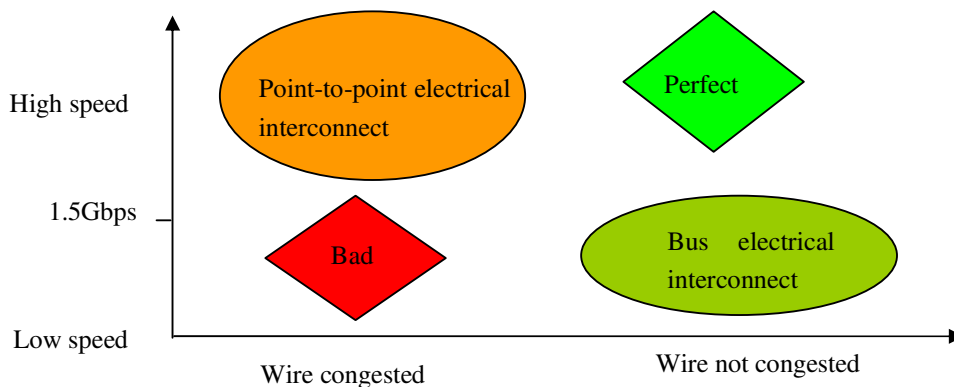 Point-to-point electrical
interconnect
Perfect
High speed
1.5Gbps
Bad
Bus electrical
interconnect
Low speed
Wire congested
Wire not congested